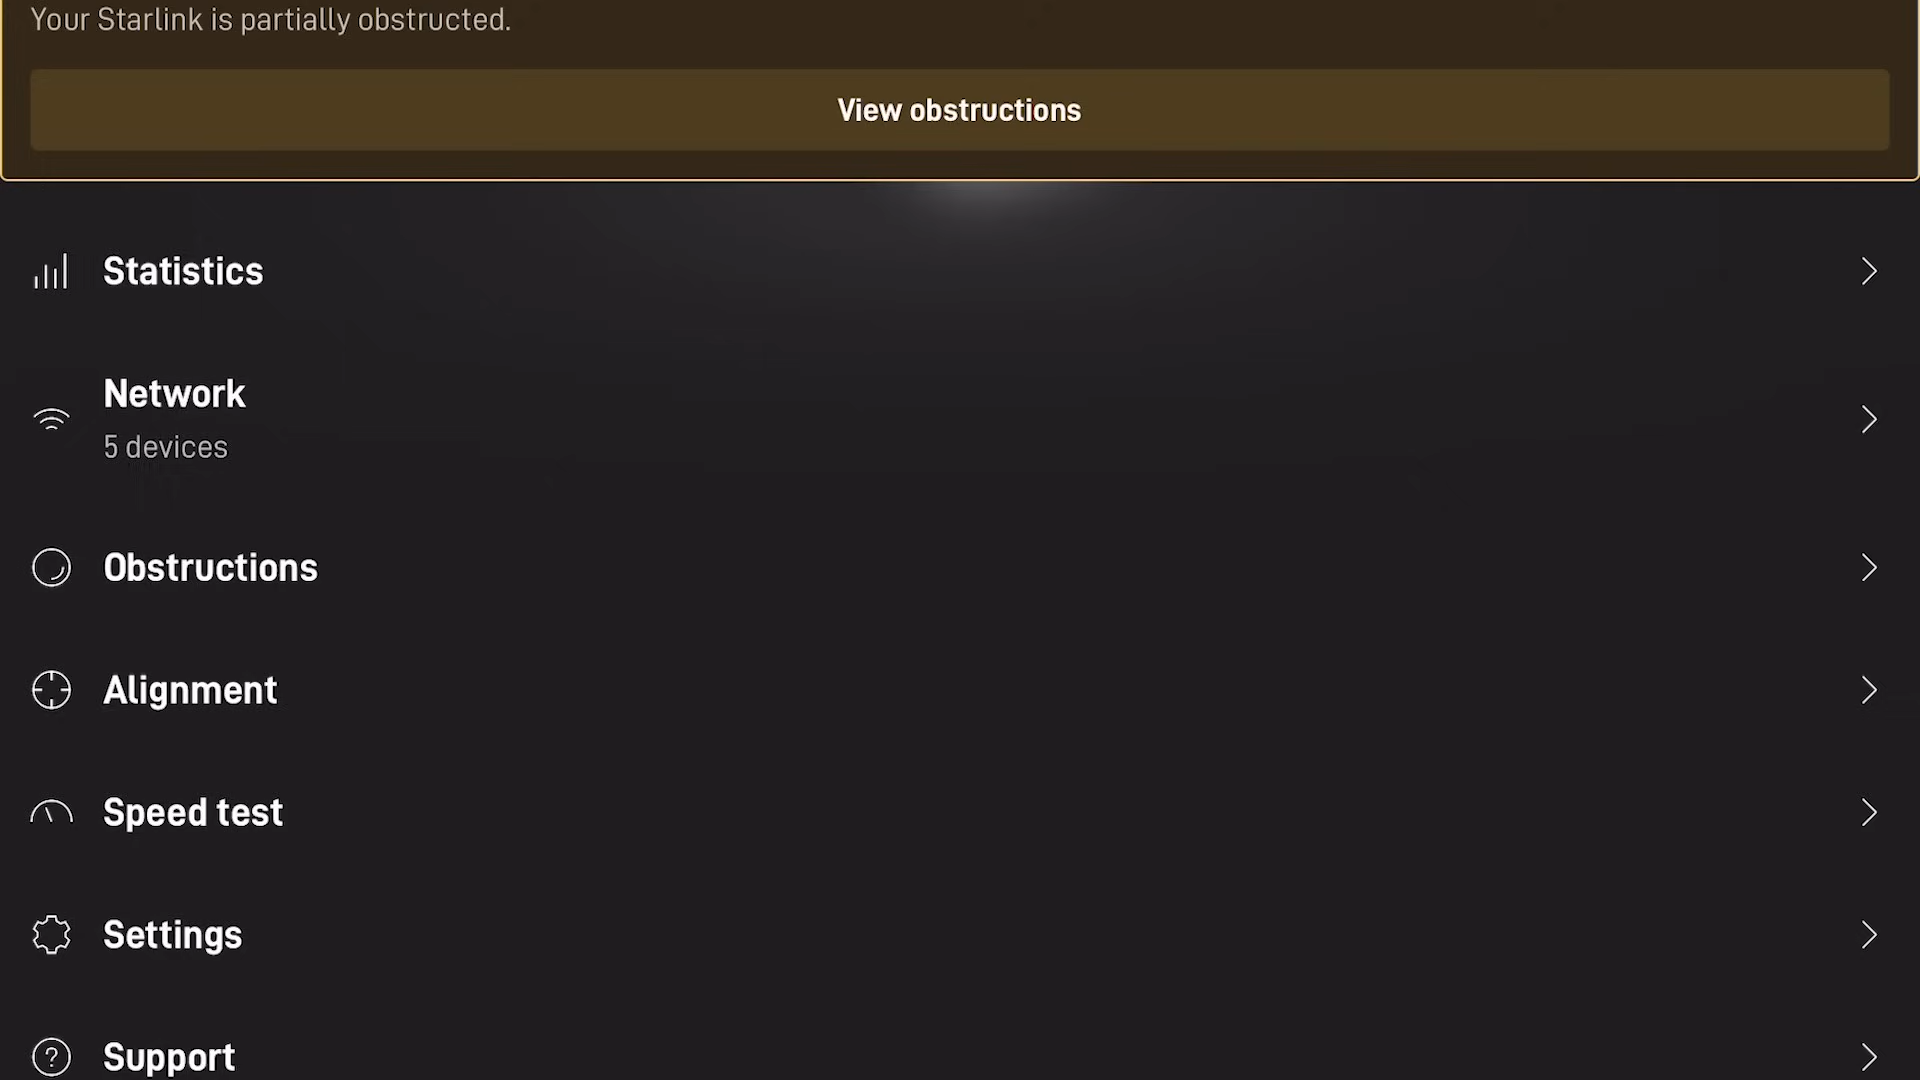 Your Starlink is partially obstructed.
View obstructions
Statistics
Network
5 devices
Obstructions
Alignment
Speed test
Settings
Support